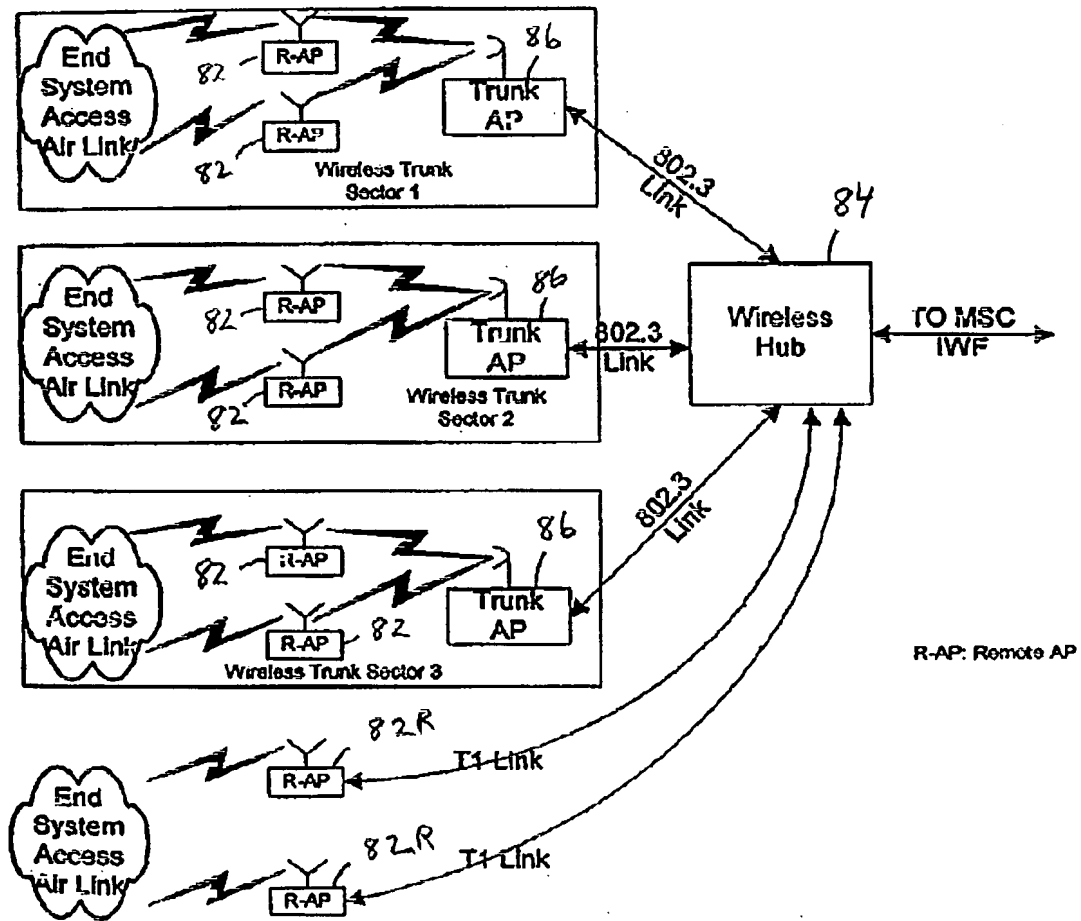 End
System
Access
Air Link
82
R-AP
82
R-AP
86
Trunk
AP
Wireless Trunk
Sector 1
802.3
Link
84
End
System
Access
Air Link
82
R-AP
82
R-AP
86
Trunk
AP
Wireless Trunk
Sector 2
802.3
Link
Wireless
Hub
TO MSC
IWF
End
System
Access
Air Link
82
R-AP
82
R-AP
86
Trunk
AP
Wireless Trunk Sector 3
802.3
Link
R-AP: Remote AP
End
System
Access
Air Link
82R
R-AP
T1 Link
82R
R-AP
T1 Link